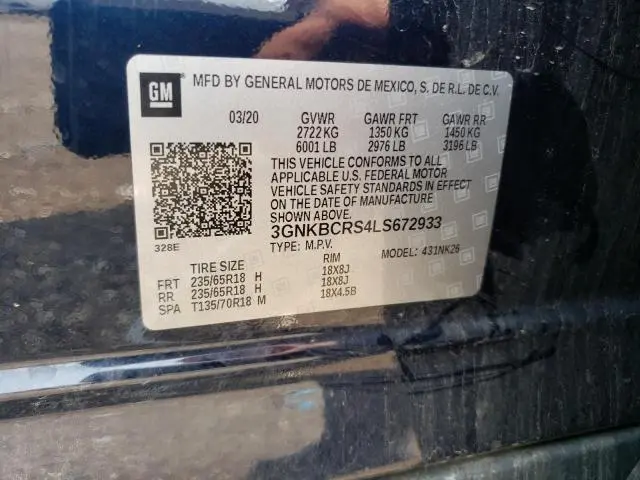 GM MFD BY GENERAL MOTORS DE MEXICO, S. DE R.L. DE C.V.
03/20 GVWR GAWR FRT GAWR RR
2722 KG 1350 KG 1450 KG
6001 LB 2976 LB 3196 LB
THIS VEHICLE CONFORMS TO ALL
APPLICABLE U.S. FEDERAL MOTOR
VEHICLE SAFETY STANDARDS IN EFFECT
ON THE DATE OF MANUFACTURE
SHOWN ABOVE.
3GNKBCRS4LS672933
328E
TYPE: M.P.V. MODEL: 431NK26
TIRE SIZE RIM
FRT 235/65R18 H 18X8J
RR 235/65R18 H 18X8J
SPA T135/70R18 M 18X4.5B